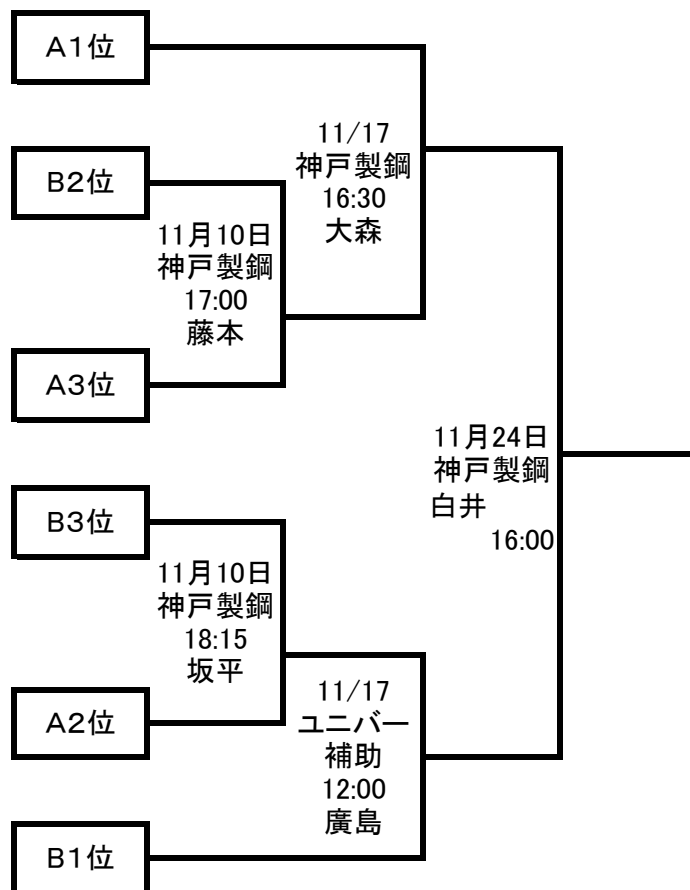 A1位
11/17
神戸製鋼
16:30
大森
B2位
11月10日
神戸製鋼
17:00
藤本
A3位
11月24日
神戸製鋼
白井
16:00
B3位
11月10日
神戸製鋼
18:15
坂平
A2位
11/17
ユニバー
補助
12:00
廣島
B1位